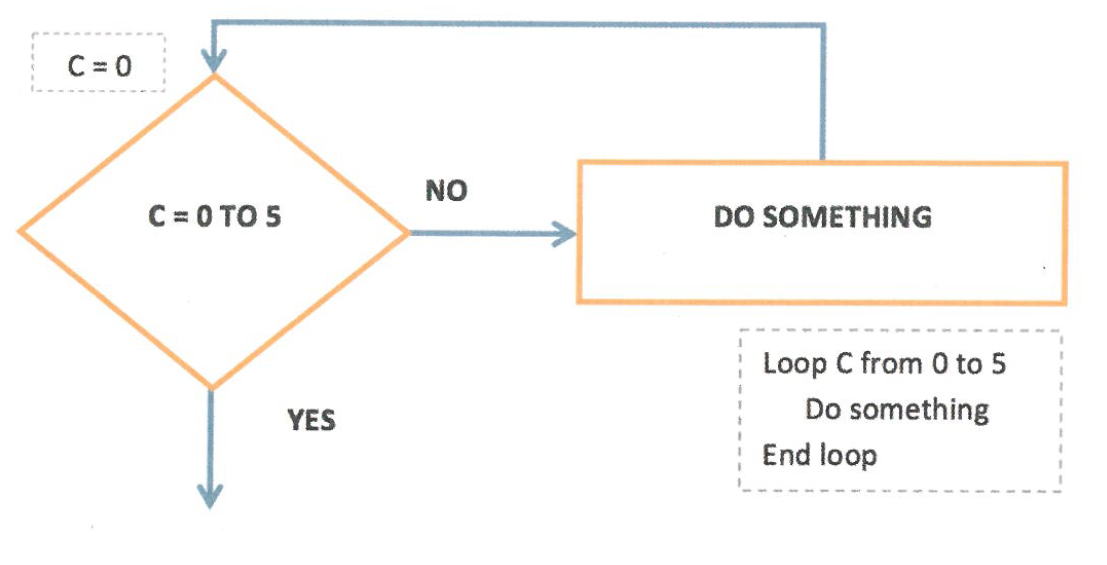 C = 0
C = 0 TO 5
NO
DO SOMETHING
YES
Loop C from 0 to 5
Do something
End loop